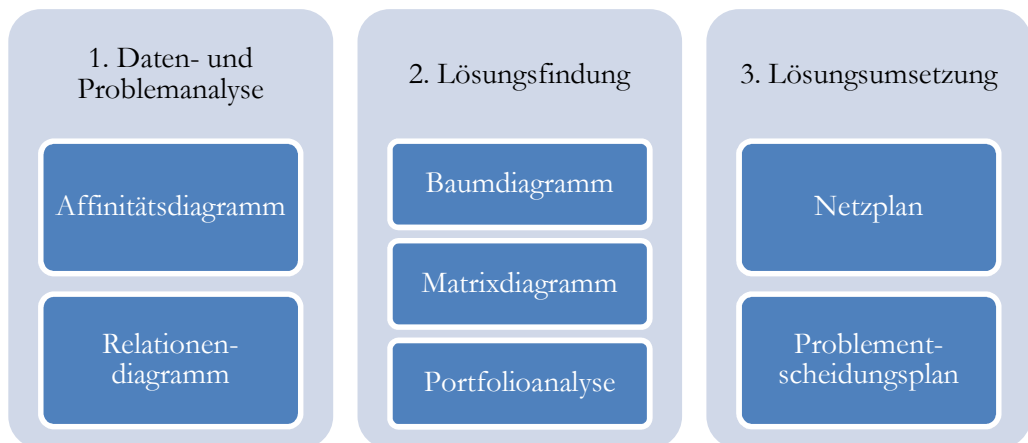 1. Daten- und
Problemanalyse
Affinitätsdiagramm
Relationen-
diagramm
2. Lösungsfindung
Baumdiagramm
Matrixdiagramm
Portfolioanalyse
3. Lösungsumsetzung
Netzplan
Problement-
scheidungsplan